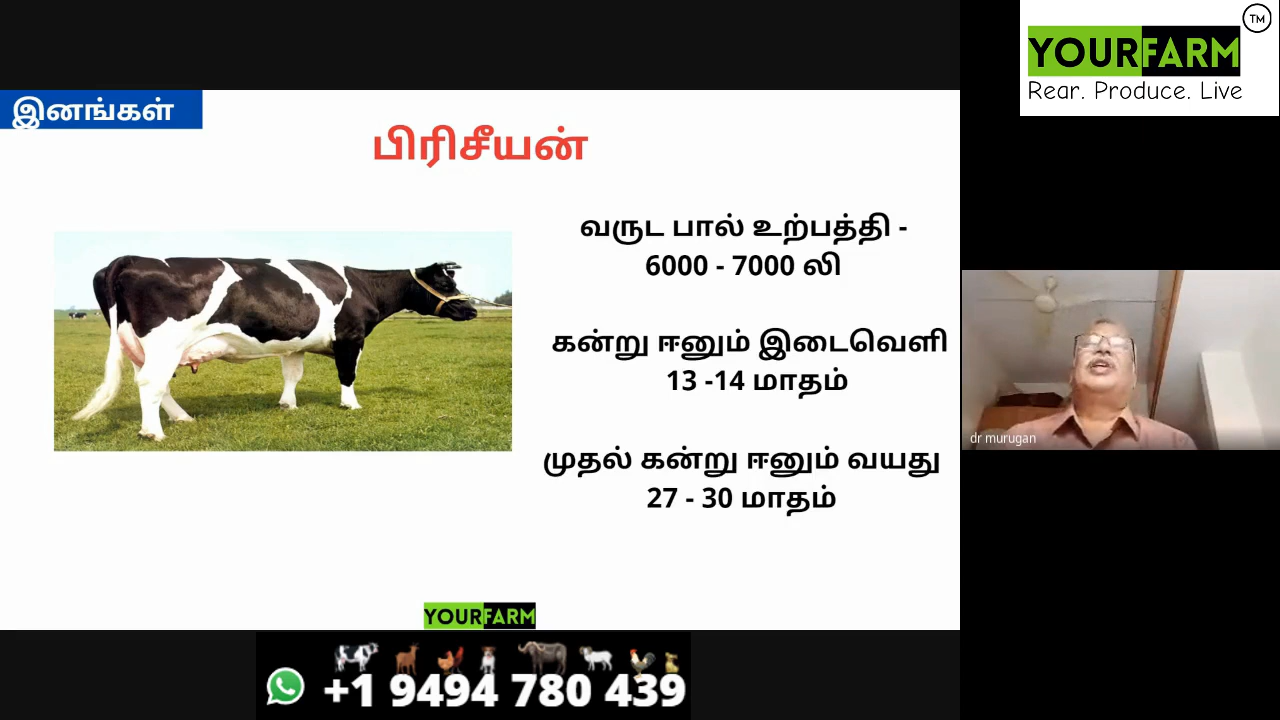 இனங்கள்
பிரிசீயன்
வருட பால் உற்பத்தி -
6000 - 7000 லி
கன்று ஈனும் இடைவெளி
13 -14 மாதம்
முதல் கன்று ஈனும் வயது
27 - 30 மாதம்
YOURFARM
+1 9494 780 439
YOURFARM
TM
Rear. Produce. Live
dr murugan